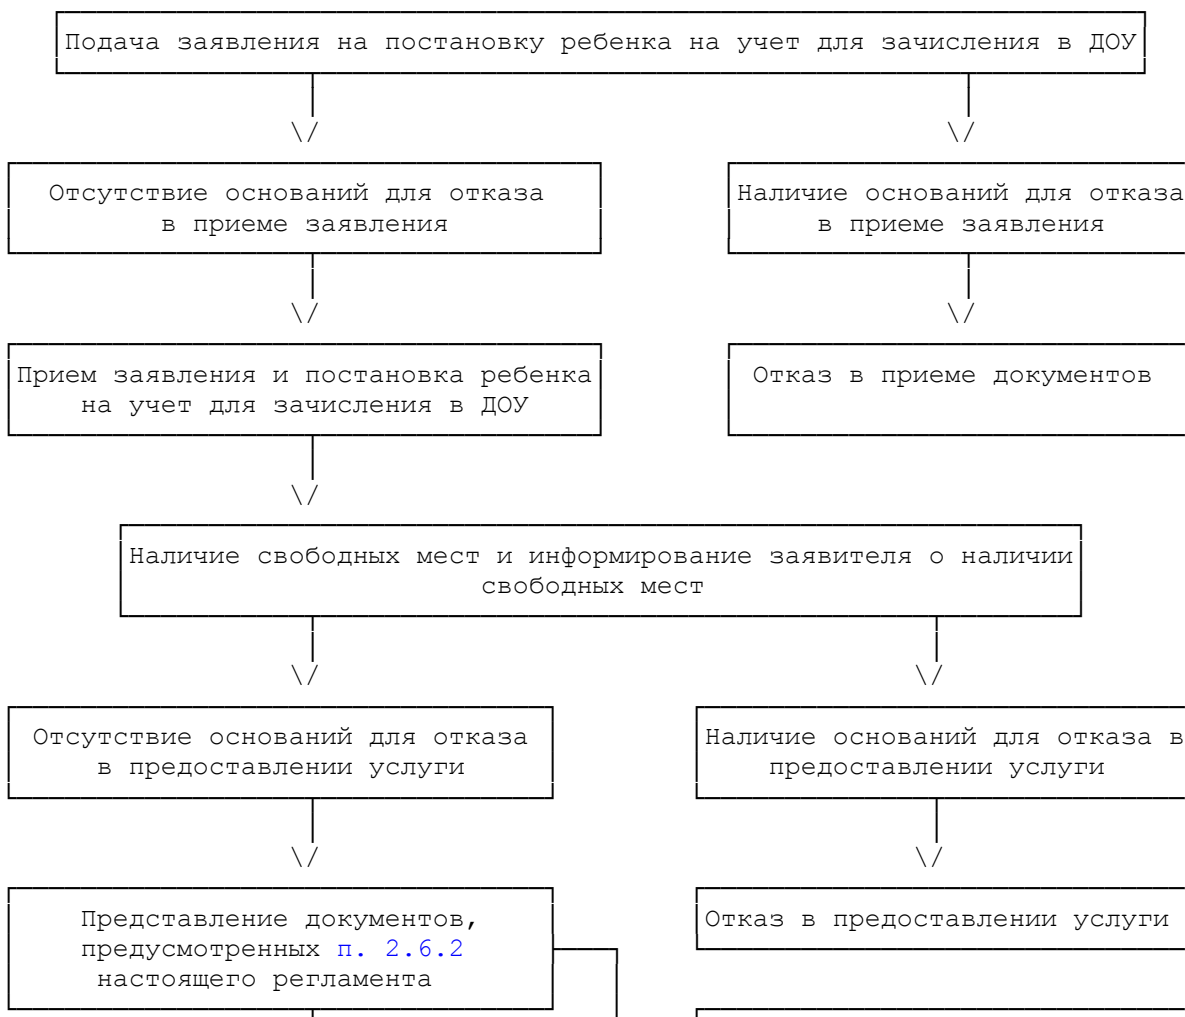 Подача заявления на постановку ребенка на учет для зачисления в ДОУ
\/
\/
Отсутствие оснований для отказа
в приеме заявления
Наличие оснований для отказа
в приеме заявления
\/
\/
Прием заявления и постановка ребенка
на учет для зачисления в ДОУ
Отказ в приеме документов
\/
Наличие свободных мест и информирование заявителя о наличии
свободных мест
\/
\/
Отсутствие оснований для отказа
в предоставлении услуги
Наличие оснований для отказа в
предоставлении услуги
\/
\/
Представление документов,
предусмотренных п. 2.6.2
настоящего регламента
Отказ в предоставлении услуги